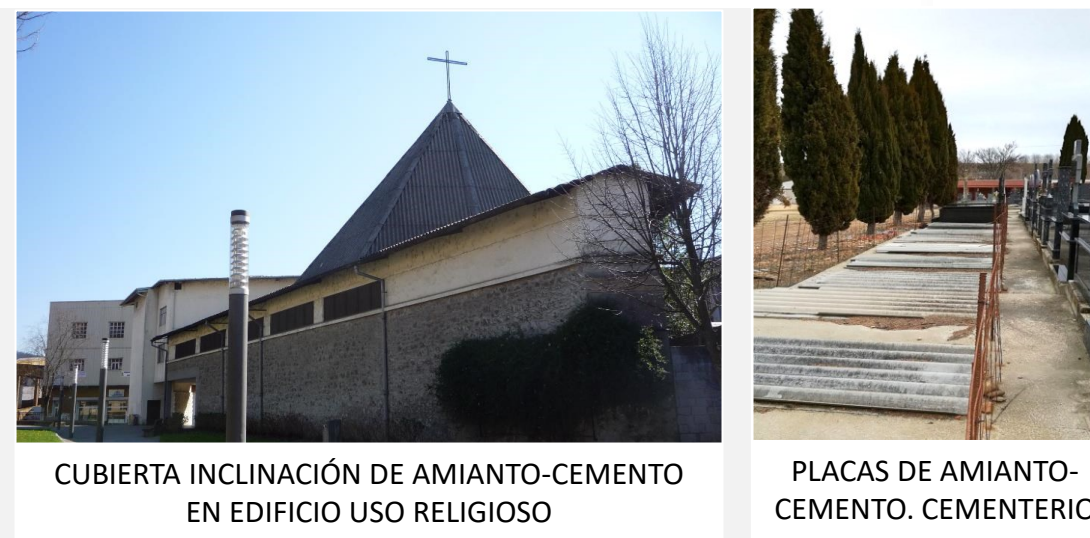 CUBIERTA INCLINACIÓN DE AMIANTO-CEMENTO
EN EDIFICIO USO RELIGIOSO
PLACAS DE AMIANTO-
CEMENTO. CEMENTERIO